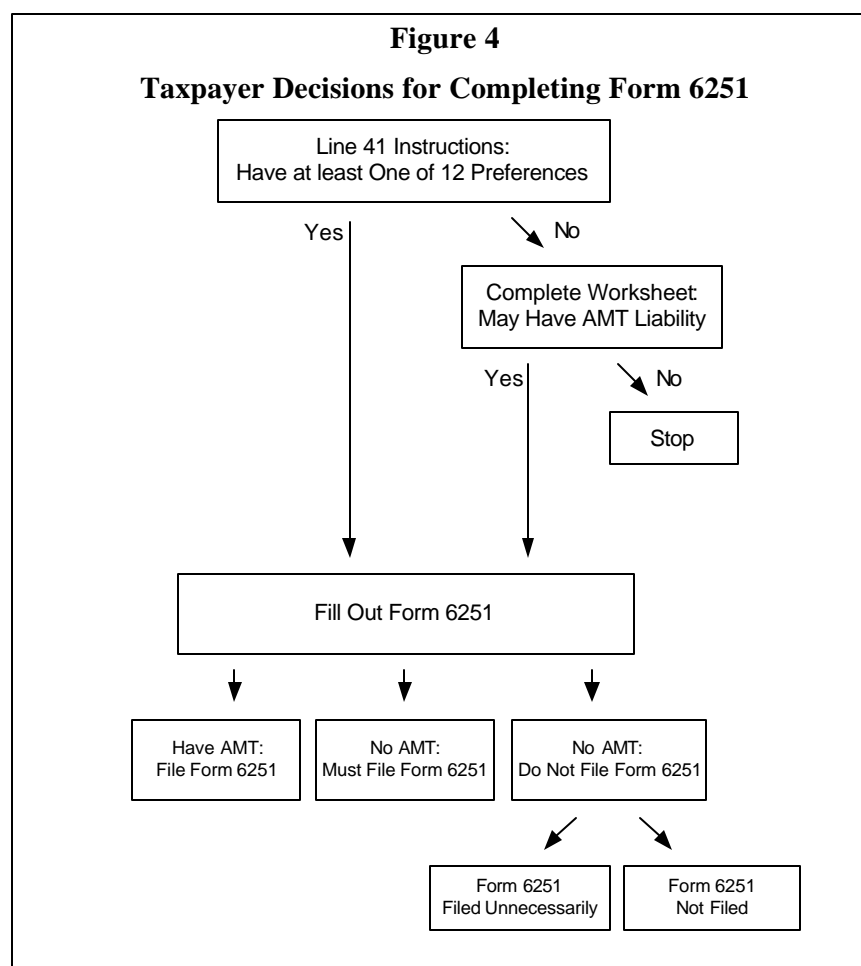 Figure 4
Taxpayer Decisions for Completing Form 6251
Line 41 Instructions:
Have at least One of 12 Preferences
Yes
No
Complete Worksheet:
May Have AMT Liability
Yes
No
Stop
Fill Out Form 6251
Have AMT:
File Form 6251
No AMT:
Must File Form 6251
No AMT:
Do Not File Form 6251
Form 6251
Filed Unnecessarily
Form 6251
Not Filed